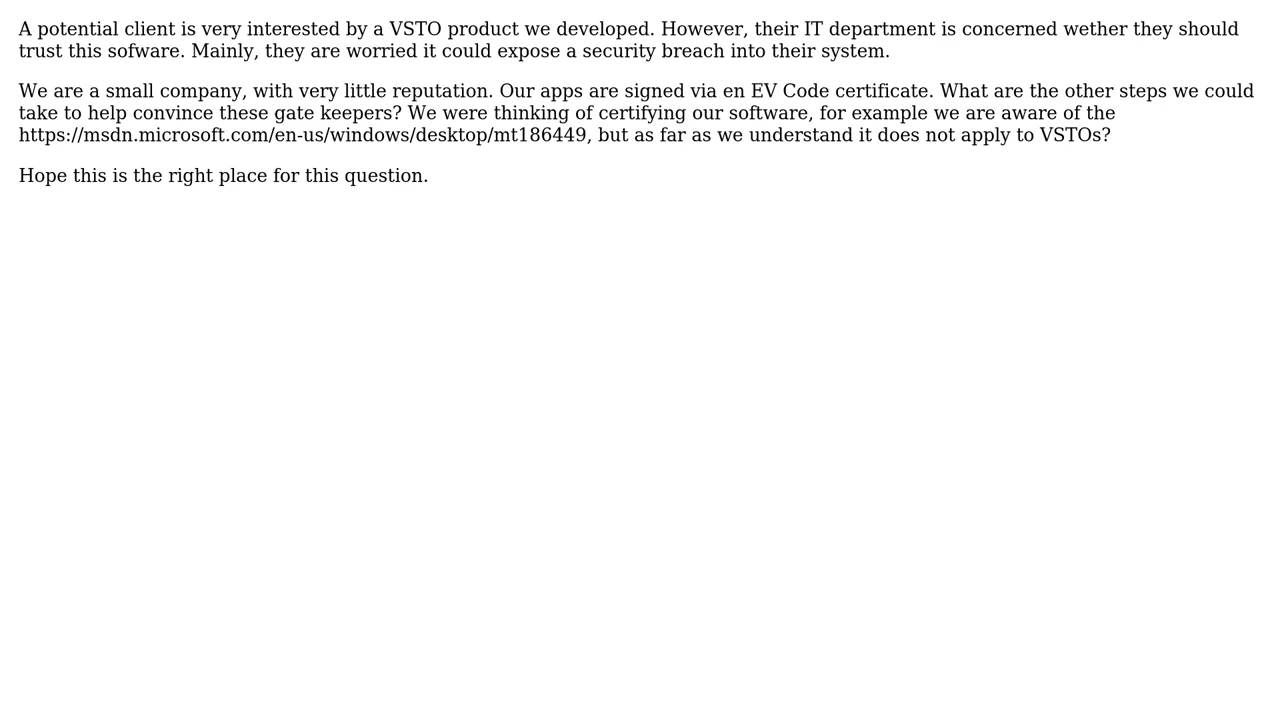 A potential client is very interested by a VSTO product we developed. However, their IT department is concerned wether they should
trust this sofware. Mainly, they are worried it could expose a security breach into their system.
We are a small company, with very little reputation. Our apps are signed via en EV Code certificate. What are the other steps we could
take to help convince these gate keepers? We were thinking of certifying our software, for example we are aware of the
https://msdn.microsoft.com/en-us/windows/desktop/mt186449, but as far as we understand it does not apply to VSTOs?
Hope this is the right place for this question.